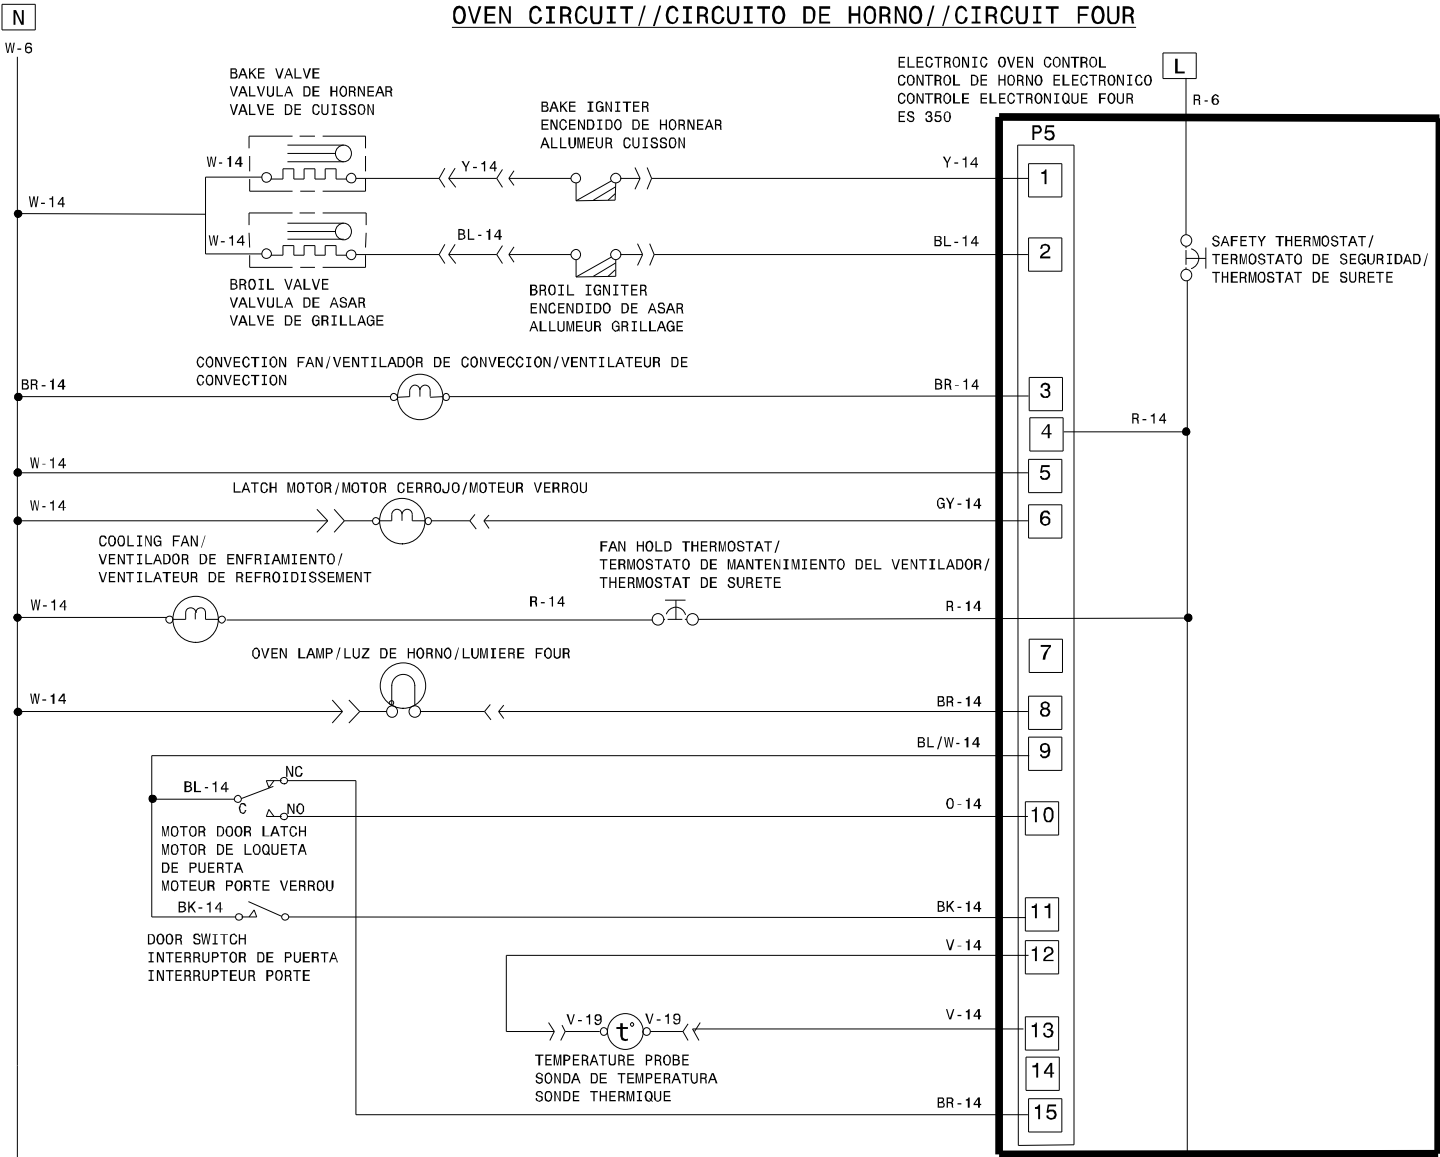 N
OVEN CIRCUIT//CIRCUITO DE HORNO//CIRCUIT FOUR
W-6
BAKE VALVE
VALVULA DE HORNEAR
VALVE DE CUISSON
BAKE IGNITER
ENCENDIDO DE HORNEAR
ALLUMEUR CUISSON
ELECTRONIC OVEN CONTROL
CONTROL DE HORNO ELECTRONICO
CONTROLE ELECTRONIQUE FOUR
ES 350
L
R-6
P5
W-14
Y-14
Y-14
1
W-14
W-14
BL-14
BL-14
2
SAFETY THERMOSTAT/
TERMOSTATO DE SEGURIDAD/
THERMOSTAT DE SURETE
BROIL VALVE
VALVULA DE ASAR
VALVE DE GRILLAGE
BROIL IGNITER
ENCENDIDO DE ASAR
ALLUMEUR GRILLAGE
CONVECTION FAN/VENTILADOR DE CONVECCION/VENTILATEUR DE
CONVECTION
BR-14
BR-14
3
4
R-14
W-14
5
LATCH MOTOR/MOTOR CERROJO/MOTEUR VERROU
W-14
GY-14
6
COOLING FAN/
VENTILADOR DE ENFRIAMIENTO/
VENTILATEUR DE REFROIDISSEMENT
FAN HOLD THERMOSTAT/
TERMOSTATO DE MANTENIMIENTO DEL VENTILADOR/
THERMOSTAT DE SURETE
W-14
R-14
R-14
OVEN LAMP/LUZ DE HORNO/LUMIERE FOUR
7
W-14
BR-14
8
BL/W-14
9
BL-14
NC
C
NO
O-14
10
MOTOR DOOR LATCH
MOTOR DE LOQUETA
DE PUERTA
MOTEUR PORTE VERROU
BK-14
BK-14
11
DOOR SWITCH
INTERRUPTOR DE PUERTA
INTERRUPTEUR PORTE
V-14
12
V-19
t°
V-19
V-14
13
TEMPERATURE PROBE
SONDA DE TEMPERATURA
SONDE THERMIQUE
14
BR-14
15